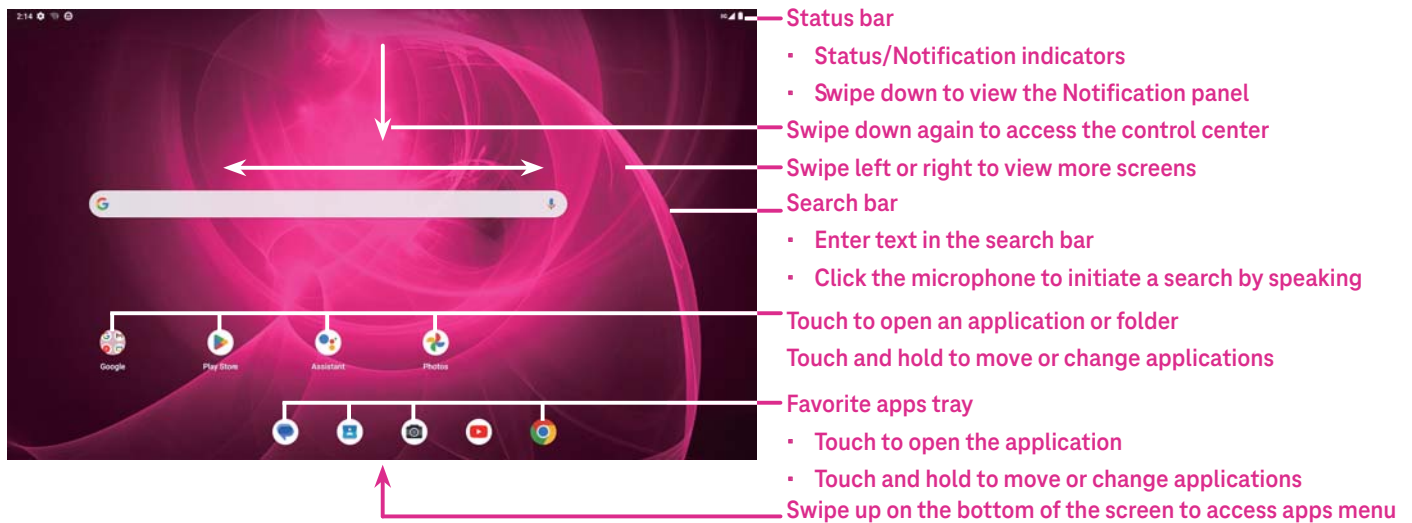 2:14
Status bar
· Status/Notification indicators
· Swipe down to view the Notification panel
Swipe down again to access the control center
Swipe left or right to view more screens
Search bar
· Enter text in the search bar
· Click the microphone to initiate a search by speaking
Google
Play Store
Assistant
Photos
Touch to open an application or folder
Touch and hold to move or change applications
Favorite apps tray
· Touch to open the application
· Touch and hold to move or change applications
Swipe up on the bottom of the screen to access apps menu